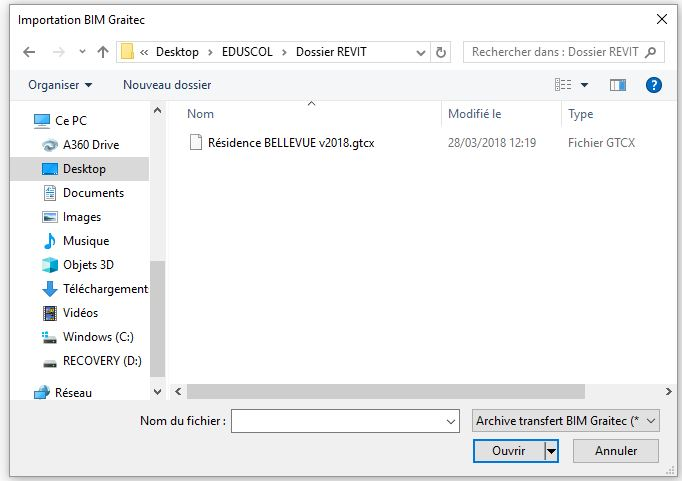 Importation BIM Graitec
« Desktop > EDUSCOL > Dossier REVIT
Rechercher dans : Dossier REVIT
Organiser
Nouveau dossier
?
Nom
Modifié le
Type
Résidence BELLEVUE v2018.gtcx
28/03/2018 12:19
Fichier GTCX
Ce PC
A360 Drive
Desktop
Documents
Images
Musique
Objets 3D
Téléchargement
Vidéos
Windows (C:)
RECOVERY (D:)
Réseau
Nom du fichier :
Archive transfert BIM Graitec (*
Ouvrir
Annuler